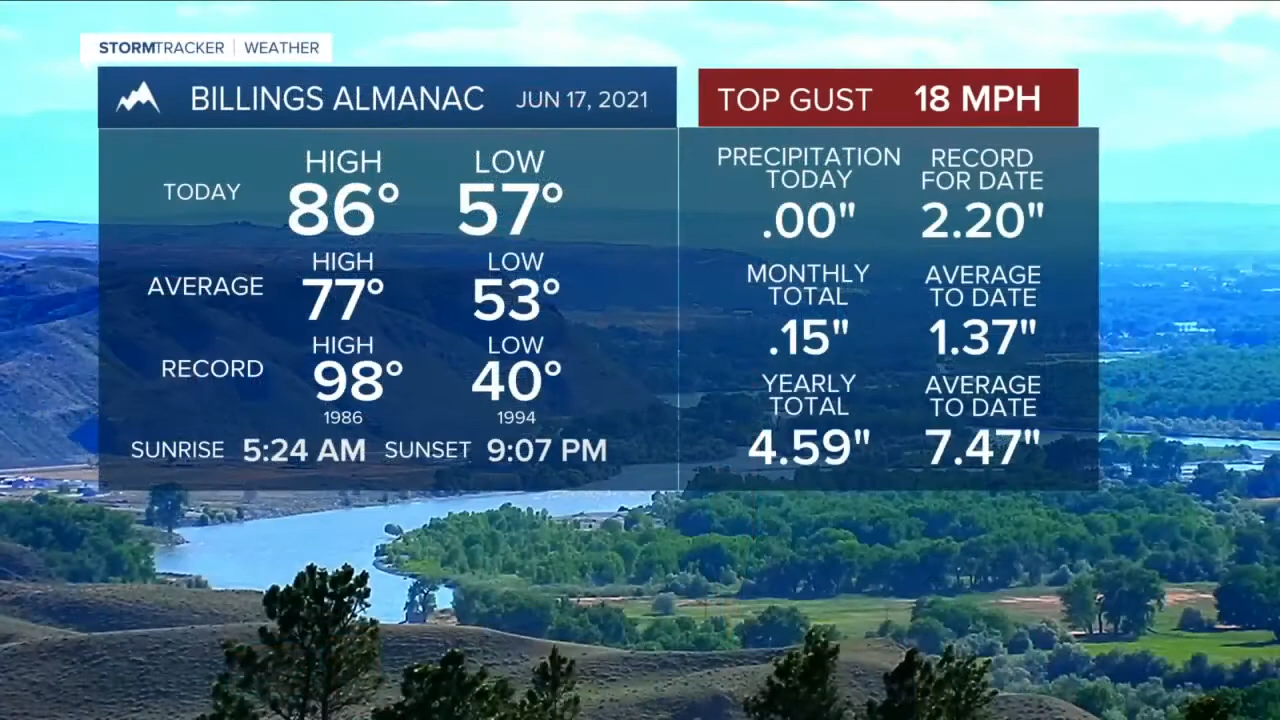 STORMTRACKER | WEATHER
BILLINGS ALMANAC JUN 17, 2021
HIGH LOW
TODAY 86° 57°
HIGH LOW
AVERAGE 77° 53°
HIGH LOW
RECORD 98° 40°
1986 1994
SUNRISE 5:24 AM SUNSET 9:07 PM
TOP GUST 18 MPH
PRECIPITATION RECORD
TODAY FOR DATE
.00" 2.20"
MONTHLY AVERAGE
TOTAL TO DATE
.15" 1.37"
YEARLY AVERAGE
TOTAL TO DATE
4.59" 7.47"